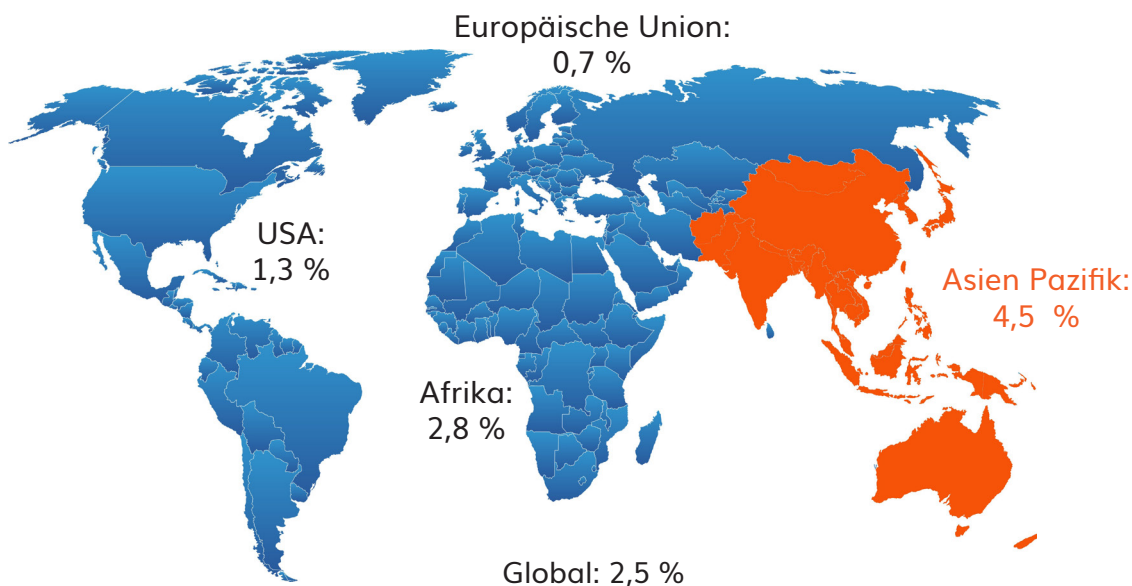 Europäische Union:
0,7 %
USA:
1,3 %
Asien Pazifik:
4,5 %
Afrika:
2,8 %
Global: 2,5 %